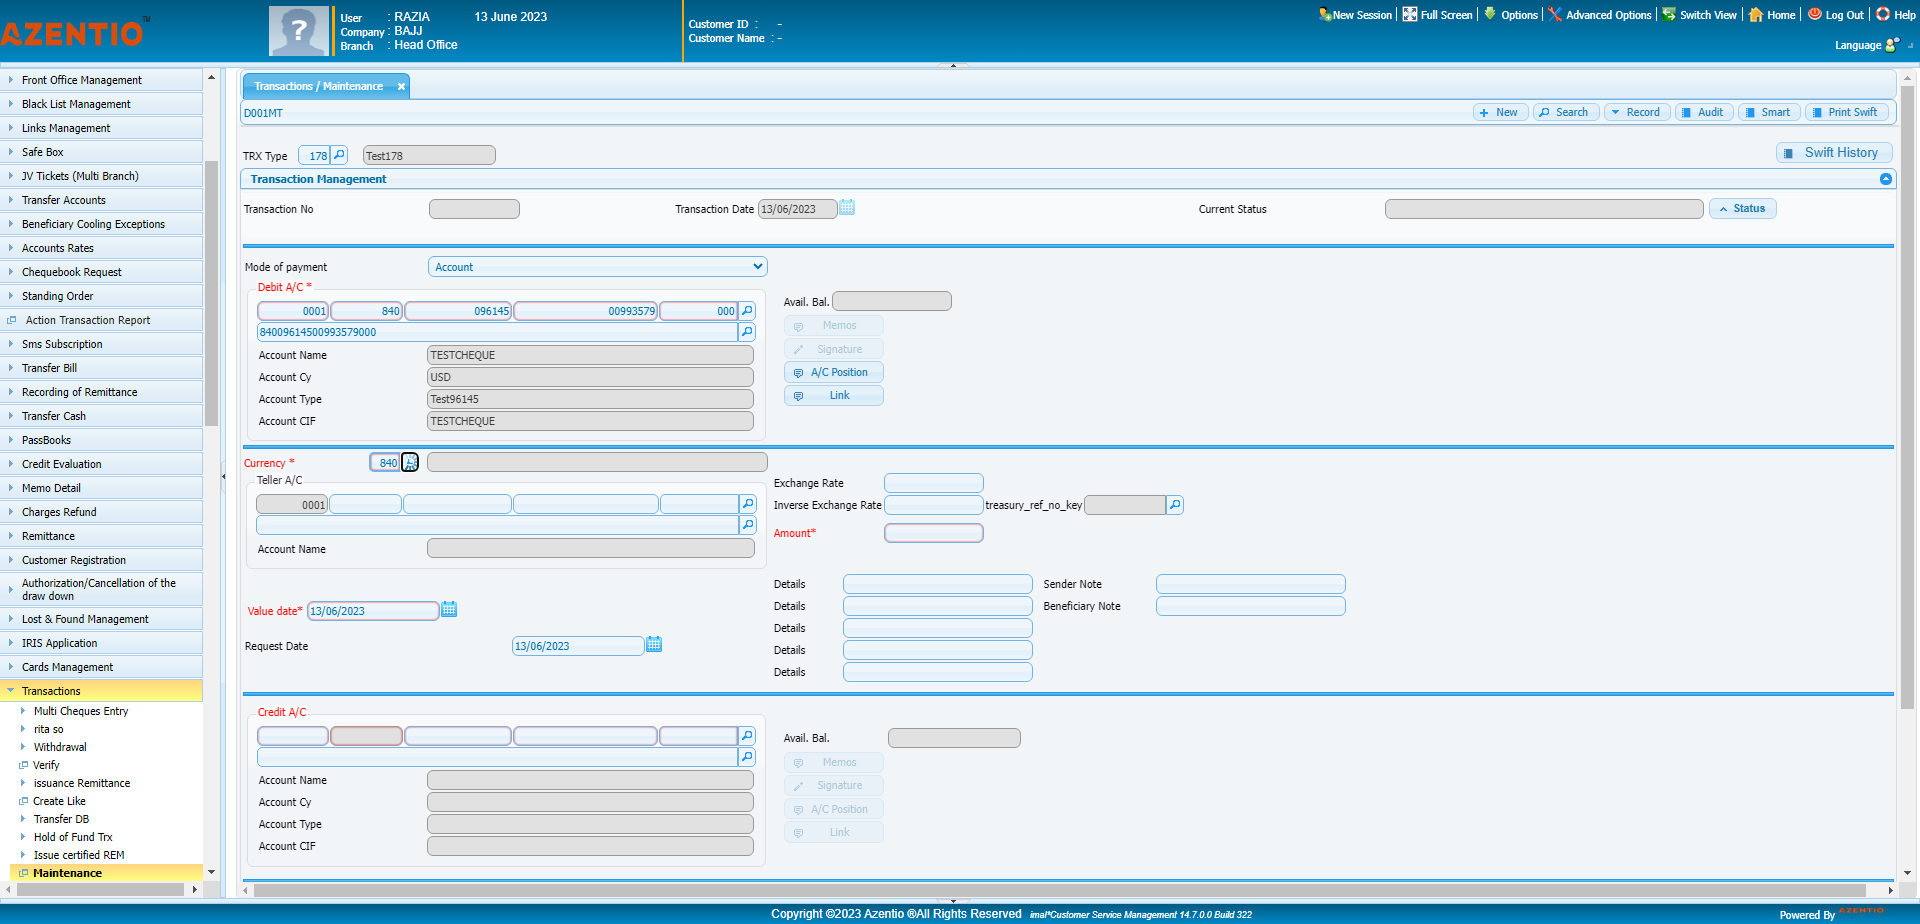 AZENTIO™
User : RAZIA 13 June 2023
Company : BAJJ
Branch : Head Office
Customer ID : -
Customer Name : -
New Session Full Screen Options Advanced Options Switch View Home Log Out Help
Language
Front Office Management
Black List Management
Links Management
Safe Box
JV Tickets (Multi Branch)
Transfer Accounts
Beneficiary Cooling Exceptions
Accounts Rates
Chequebook Request
Standing Order
Action Transaction Report
Sms Subscription
Transfer Bill
Recording of Remittance
Transfer Cash
PassBooks
Credit Evaluation
Memo Detail
Charges Refund
Remittance
Customer Registration
Authorization/Cancellation of the
draw down
Lost & Found Management
IRIS Application
Cards Management
Transactions
Multi Cheques Entry
rita so
Withdrawal
Verify
issuance Remittance
Create Like
Transfer DB
Hold of Fund Trx
Issue certified REM
Maintenance
Transactions / Maintenance
D001MT
New Search Record Audit Smart Print Swift
TRX Type 178 Test178
Swift History
Transaction Management
Transaction No Transaction Date 13/06/2023 Current Status Status
Mode of payment Account
Debit A/C *
0001 840 096145 00993579 000
84009614500993579000
Account Name TESTCHEQUE
Account Cy USD
Account Type Test96145
Account CIF TESTCHEQUE
Avail. Bal.
Memos
Signature
A/C Position
Link
Currency * 840
Teller A/C
0001
Account Name
Exchange Rate
Inverse Exchange Rate treasury_ref_no_key
Amount*
Value date* 13/06/2023
Request Date 13/06/2023
Details Sender Note
Details Beneficiary Note
Details
Details
Details
Credit A/C
Account Name
Account Cy
Account Type
Account CIF
Avail. Bal.
Memos
Signature
A/C Position
Link
Copyright ©2023 Azentio ®All Rights Reserved imal*Customer Service Management 14.7.0.0 Build 322
Powered By AZENTIO